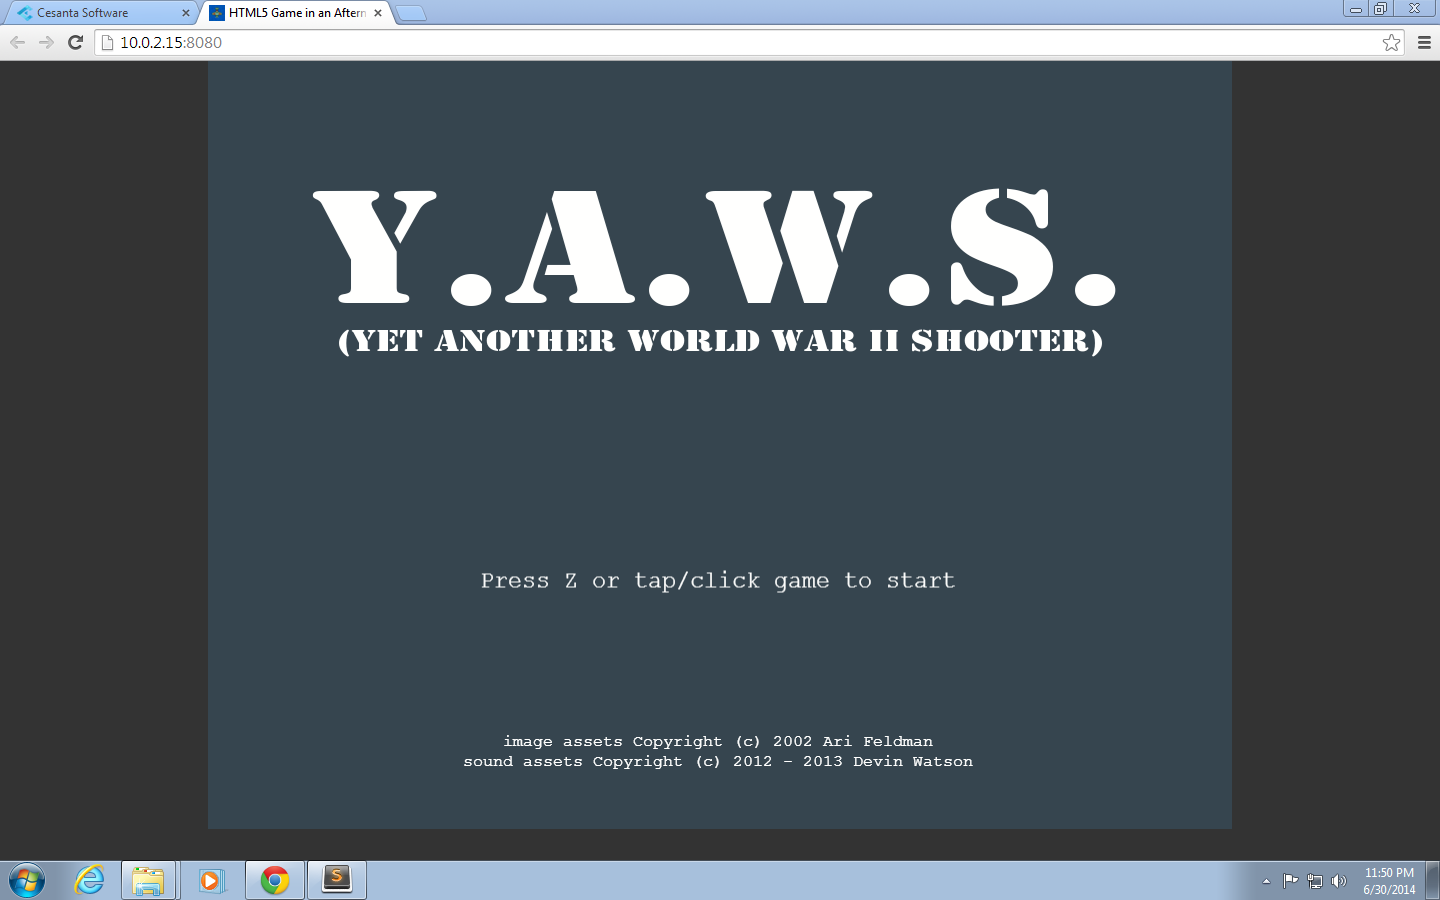 Cesanta Software
HTML5 Game in an Aftern
10.0.2.15:8080
Y.A.W.S.
(YET ANOTHER WORLD WAR II SHOOTER)
Press Z or tap/click game to start
image assets Copyright (c) 2002 Ari Feldman
sound assets Copyright (c) 2012 - 2013 Devin Watson
S
11:50 PM
6/30/2014